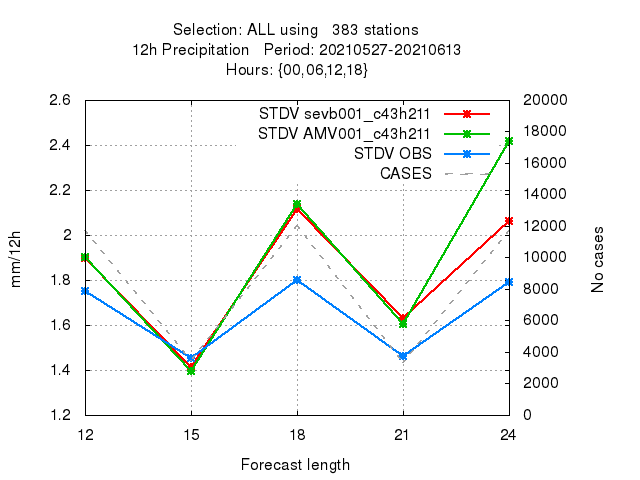 Selection: ALL using   383 stations
12h Precipitation   Period: 20210527-20210613
Hours: {00,06,12,18}
STDV sevb001_c43h211
STDV AMV001_c43h211
STDV OBS
CASES
2.6
2.4
2.2
2
1.8
1.6
1.4
1.2
mm/12h
20000
18000
16000
14000
12000
10000
8000
6000
4000
2000
0
No cases
12 15 18 21 24
Forecast length